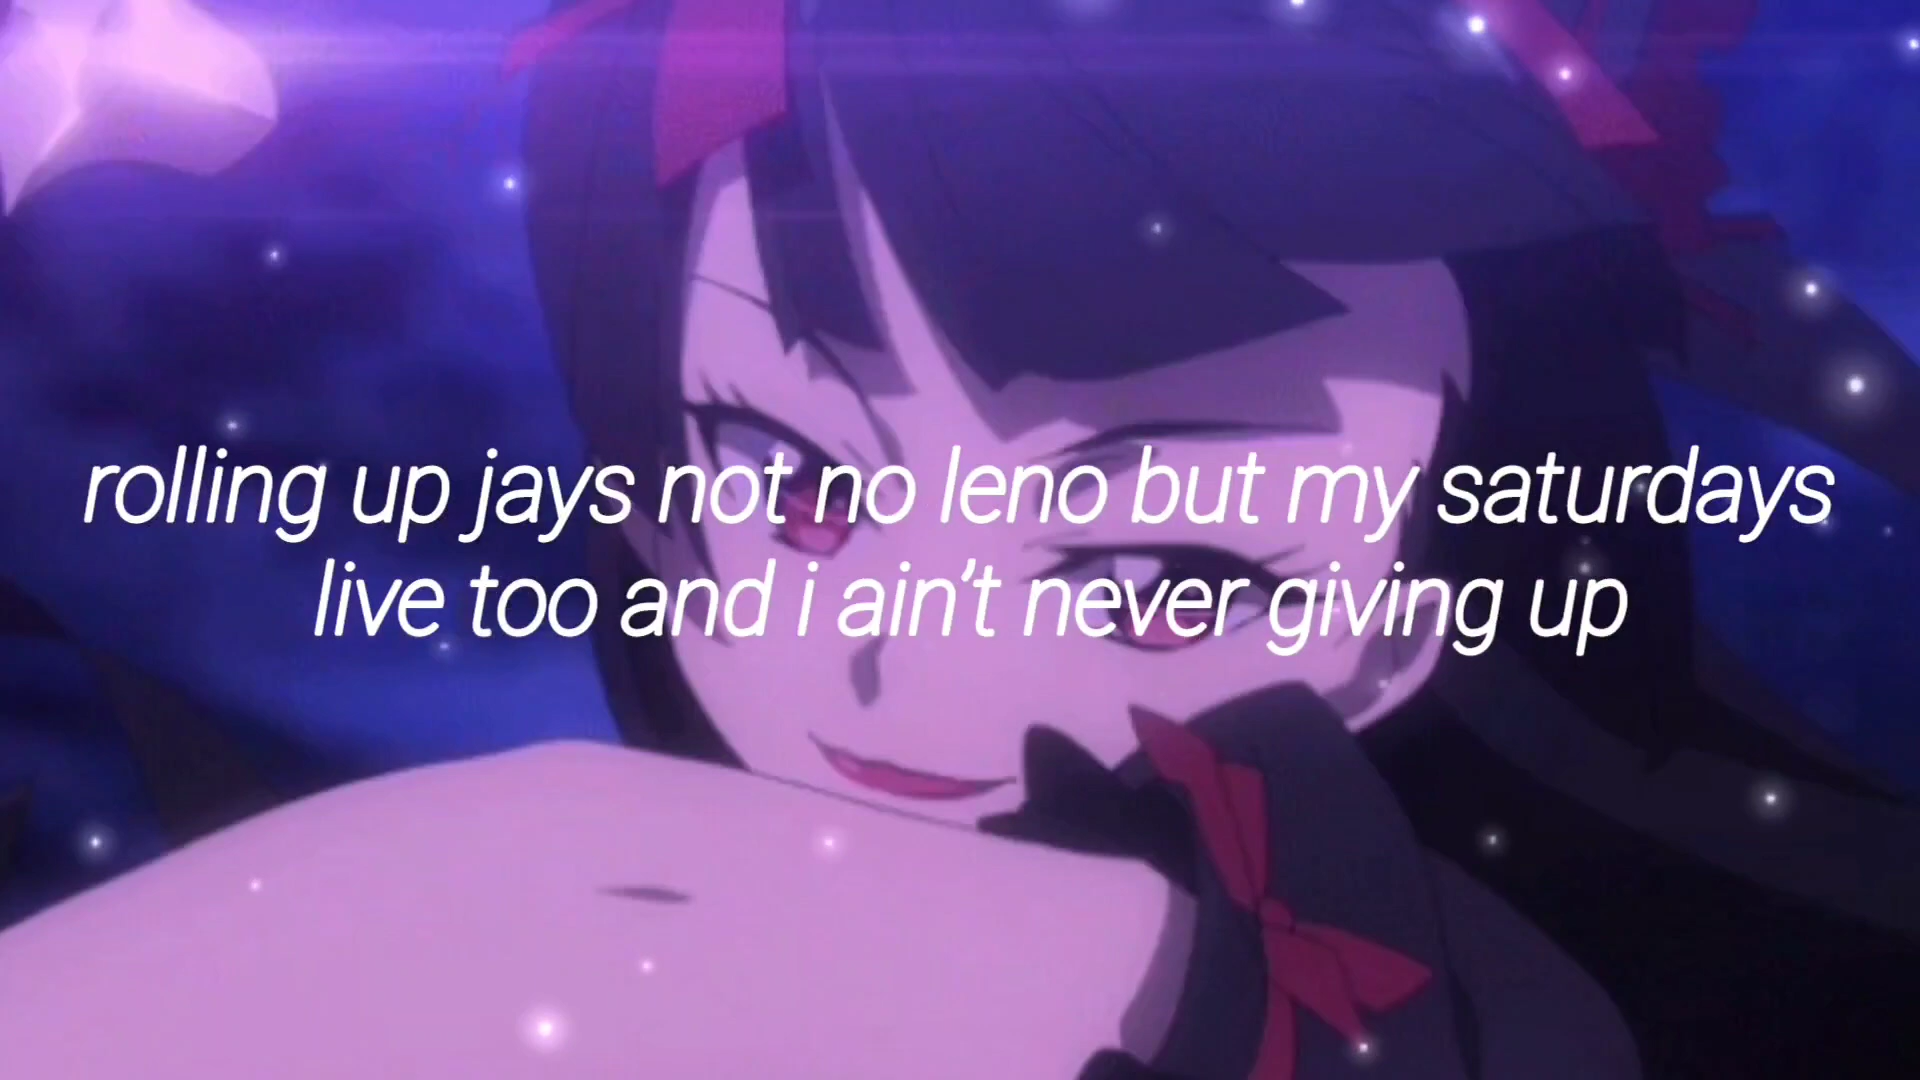 rolling up jays not no leno but my saturdays
live too and i ain’t never giving up